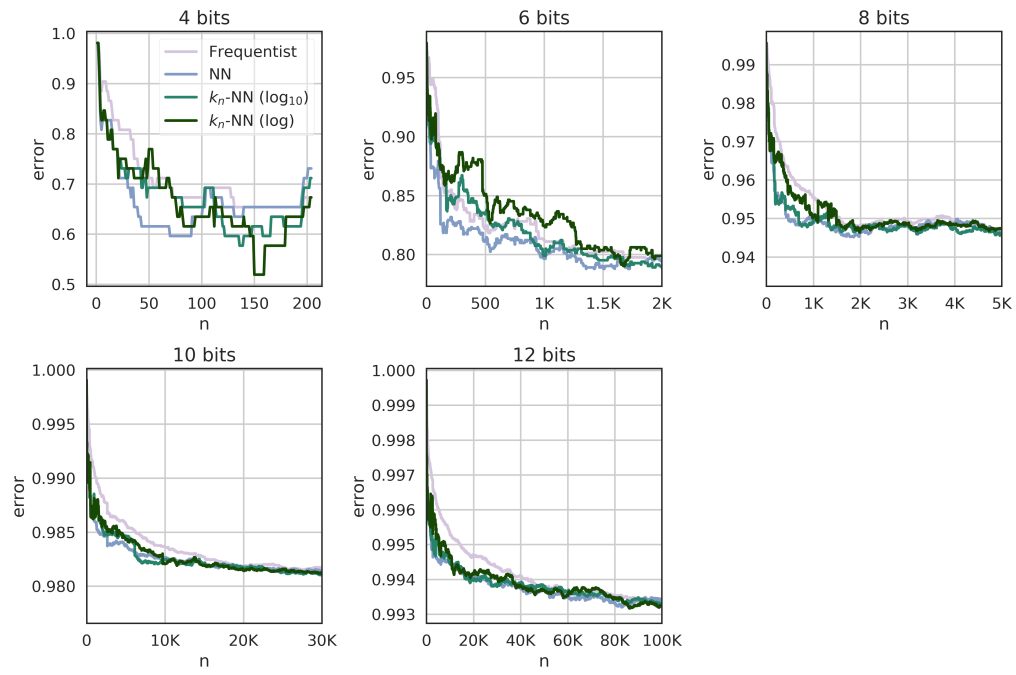 4 bits
1.0
0.9
0.8
0.7
0.6
0.5
error
0 50 100 150 200
n
Frequentist
NN
kₙ-NN (log₁₀)
kₙ-NN (log)
6 bits
0.95
0.90
0.85
0.80
error
0 500 1K 1.5K 2K
n
8 bits
0.99
0.98
0.97
0.96
0.95
0.94
error
0 1K 2K 3K 4K 5K
n
10 bits
1.000
0.995
0.990
0.985
0.980
error
0 10K 20K 30K
n
12 bits
1.000
0.999
0.998
0.997
0.996
0.995
0.994
0.993
error
0 20K 40K 60K 80K 100K
n